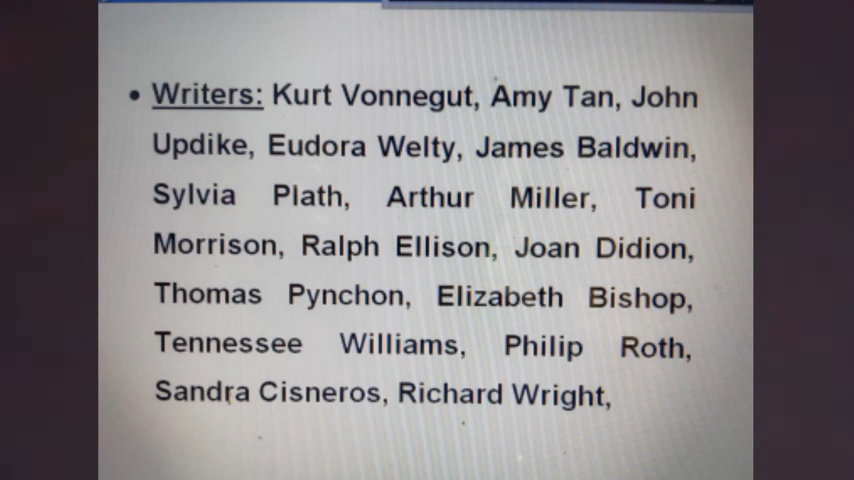 • Writers: Kurt Vonnegut, Amy Tan, John
Updike, Eudora Welty, James Baldwin,
Sylvia Plath, Arthur Miller, Toni
Morrison, Ralph Ellison, Joan Didion,
Thomas Pynchon, Elizabeth Bishop,
Tennessee Williams, Philip Roth,
Sandra Cisneros, Richard Wright,